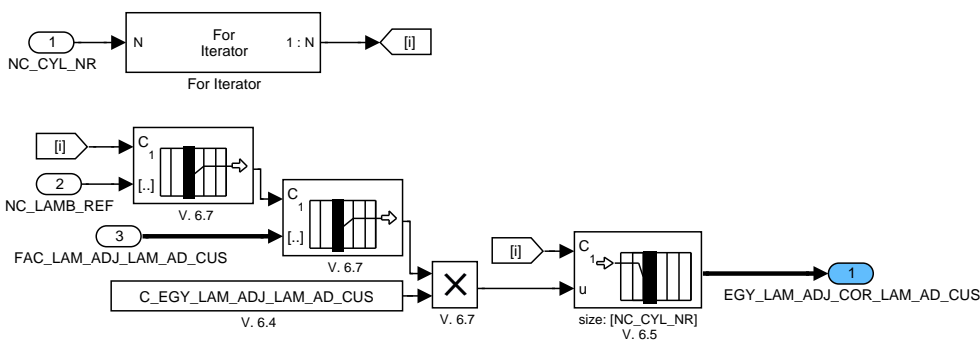 1
NC_CYL_NR
N
For
Iterator
1 : N
[i]
For Iterator
[i]
C
1
2
[..]
NC_LAMB_REF
V. 6.7
C
1
3
[..]
FAC_LAM_ADJ_LAM_AD_CUS
V. 6.7
C_EGY_LAM_ADJ_LAM_AD_CUS
V. 6.4
V. 6.7
[i]
C
1
u
size: [NC_CYL_NR]
V. 6.5
1
EGY_LAM_ADJ_COR_LAM_AD_CUS